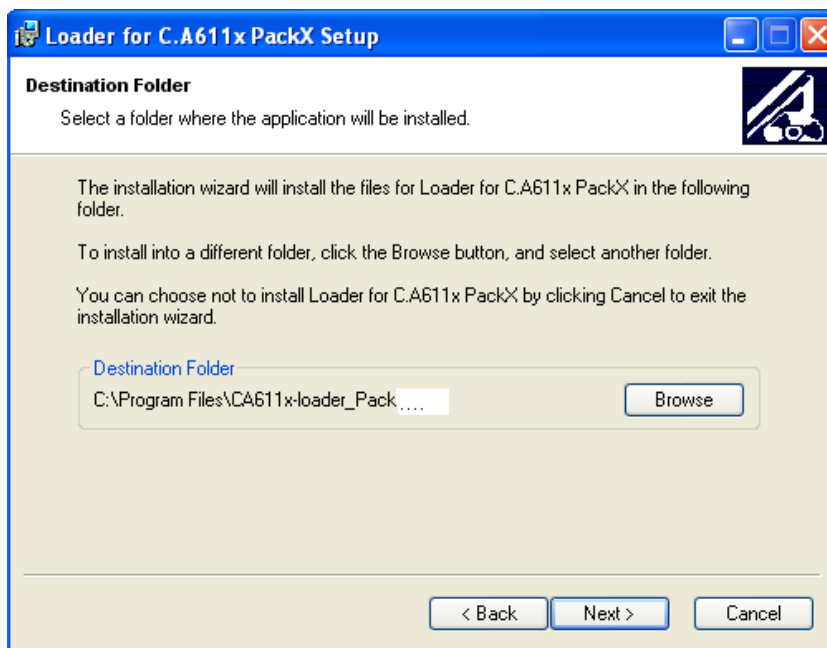 Loader for C.A611x PackX Setup
Destination Folder
Select a folder where the application will be installed.
The installation wizard will install the files for Loader for C.A611x PackX in the following
folder.
To install into a different folder, click the Browse button, and select another folder.
You can choose not to install Loader for C.A611x PackX by clicking Cancel to exit the
installation wizard.
Destination Folder
C:\Program Files\CA611x-loader_Pack....
Browse
< Back
Next >
Cancel